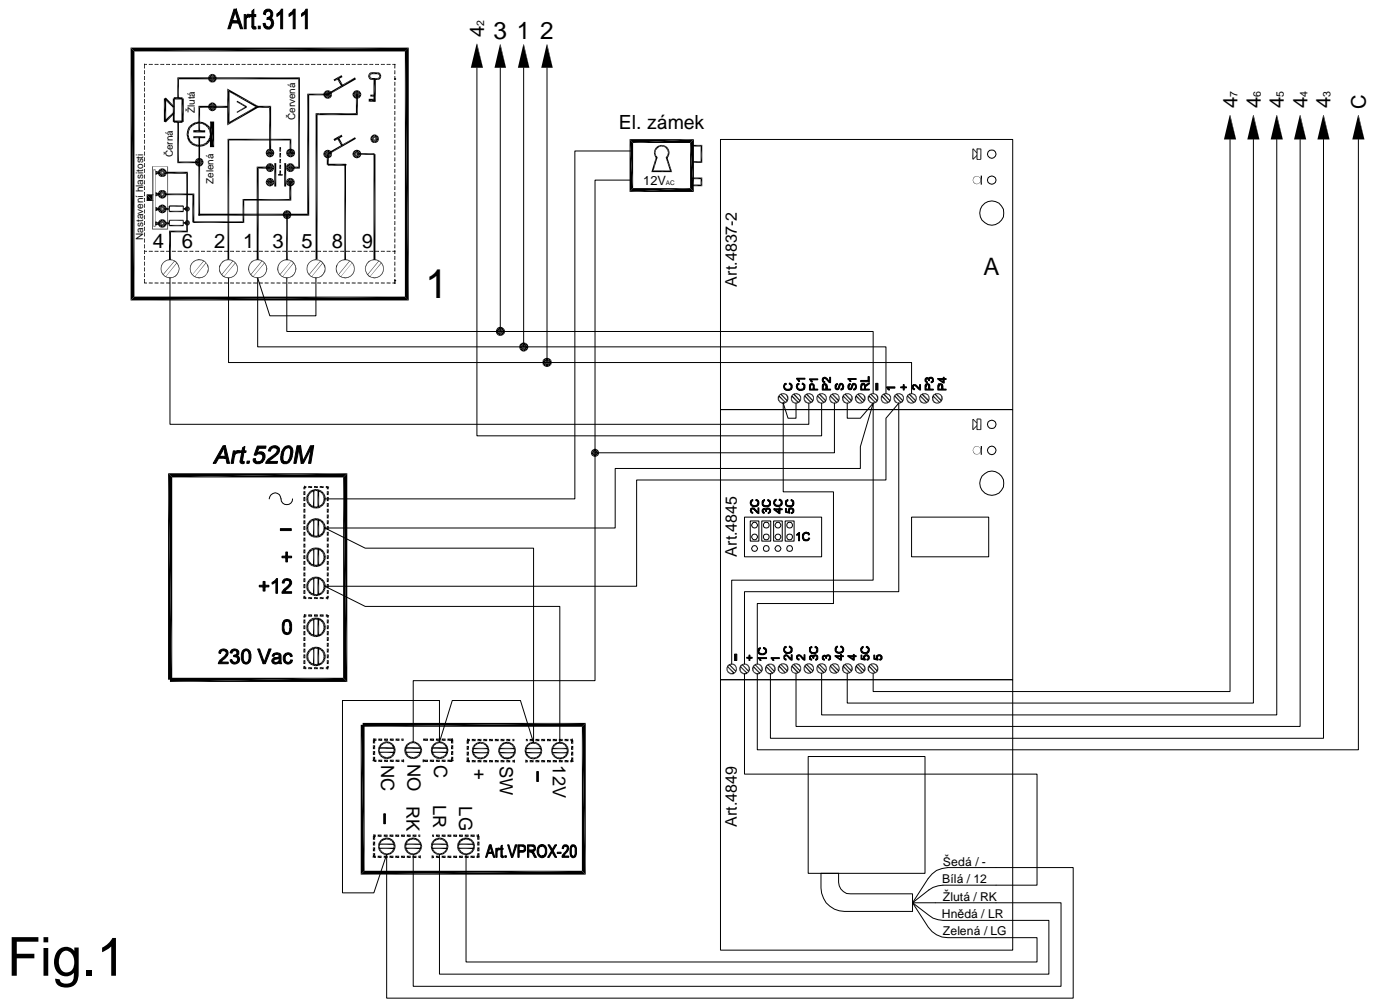 Art.3111
4₂ 3 1 2
4₇ 4₆ 4₅ 4₄ 4₃ C
Nastavení hlasitosti
Černá
Žlutá
Zelená
Červená
4 6 2 1 3 5 8 9
1
El. zámek
12VAC
Art.4837-2
A
C C1 P1 P2 S S1 RL – 1 + 2 P3 P4
Art.520M
–
+
+12
0
230 Vac
Art.4845
2C 3C 4C 5C
1C
– + 1C 1 2C 2 3C 3 4C 4 5C 5
NC NO C + SW – 12V
– RK LR LG
Art.VPROX-20
Art.4849
Šedá / -
Bílá / 12
Žlutá / RK
Hnědá / LR
Zelená / LG
Fig.1